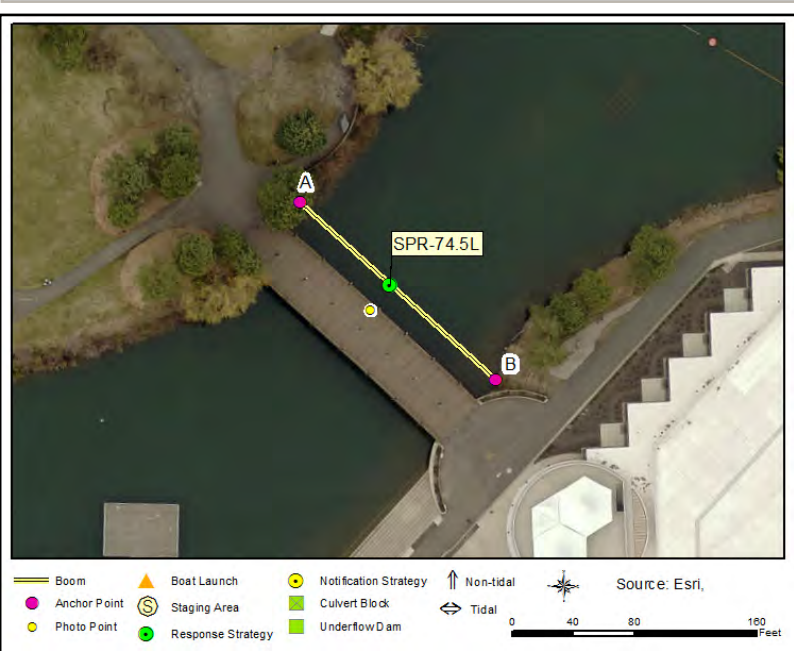 A
SPR-74.5L
B
Boom
Boat Launch
Notification Strategy
Non-tidal
Source: Esri,
Anchor Point
S
Staging Area
Culvert Block
Tidal
Photo Point
Response Strategy
Underflow Dam
0 40 80 160
Feet